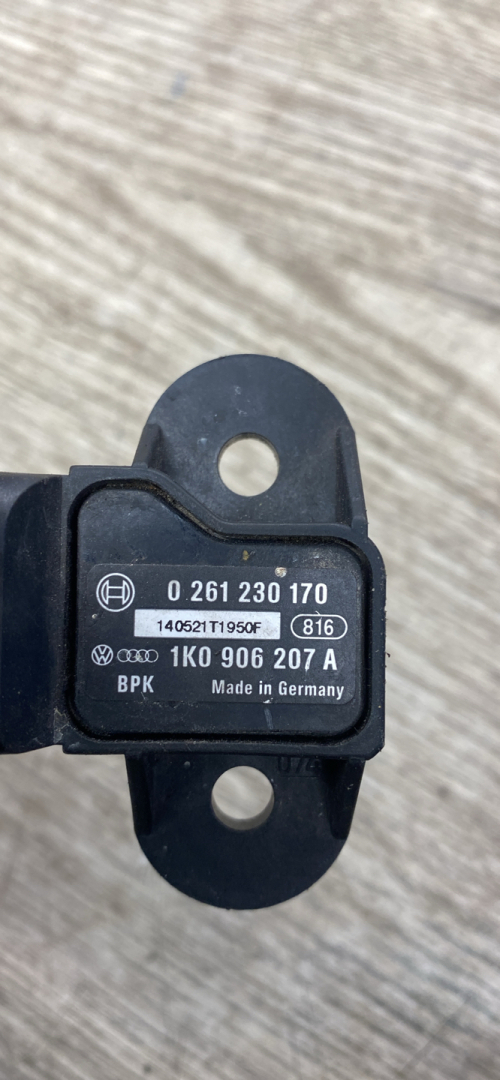 0 261 230 170
140521T1950F 816
1K0 906 207 A
BPK Made in Germany